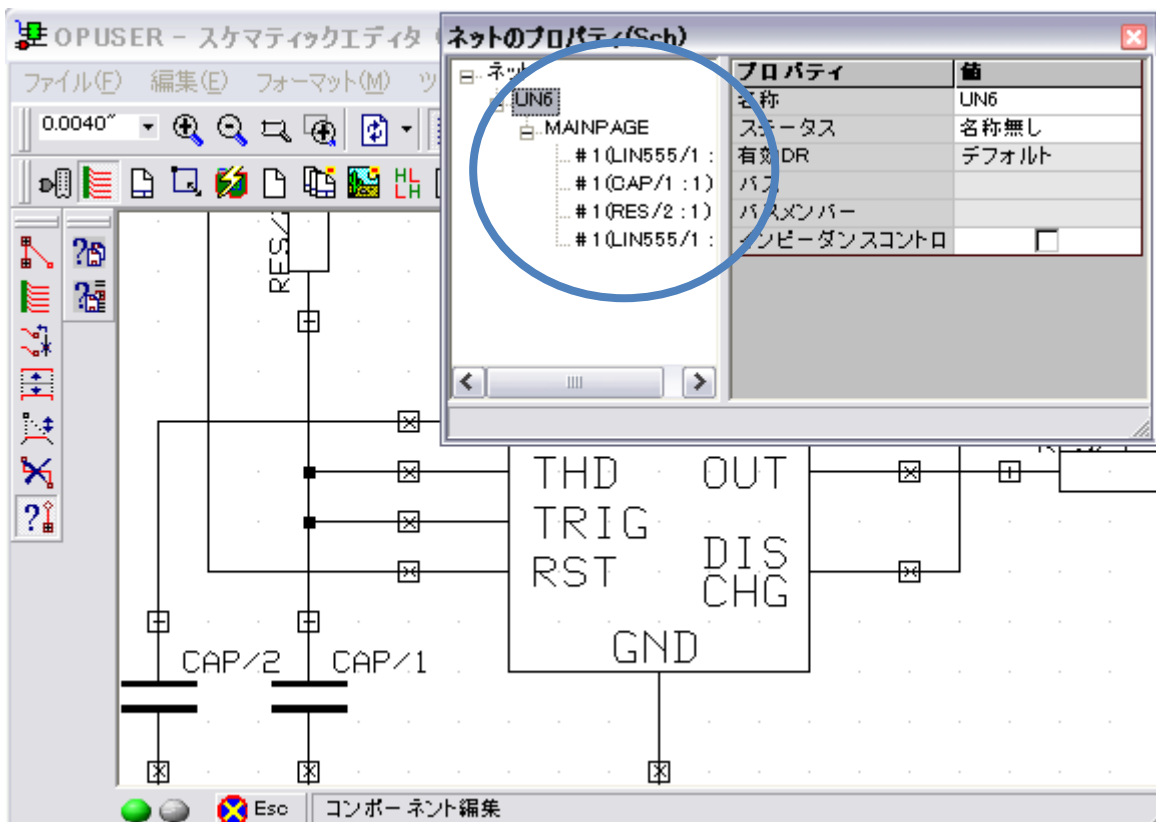 OPUSER - スケマティックエディタ
ネットのプロパティ(Sch)
ファイル(F) 編集(E) フォーマット(M) ツ
0.0040"
ネット
UN6
MAINPAGE
#1(LIN555/1 :
#1(CAP/1 :1)
#1(RES/2 :1)
#1(LIN555/1 :
プロパティ 値
名称 UN6
ステータス 名称無し
有効DR デフォルト
バス
バスメンバー
インピーダンスコントロ
HL
LH
RES/
THD OUT
TRIG
RST DIS
CHG
GND
CAP/2 CAP/1
Esc コンポーネント編集